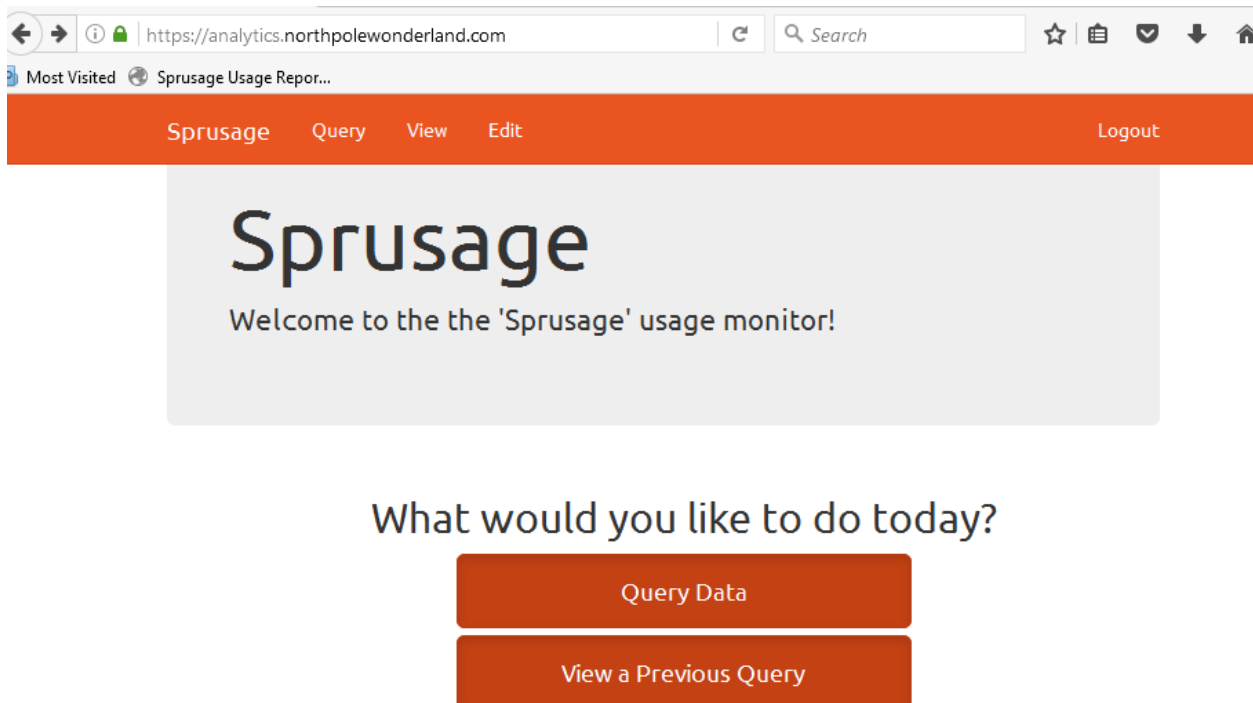 https://analytics.northpolewonderland.com Search
Most Visited Sprusage Usage Repor...
Sprusage Query View Edit Logout
Sprusage
Welcome to the the 'Sprusage' usage monitor!
What would you like to do today?
Query Data
View a Previous Query